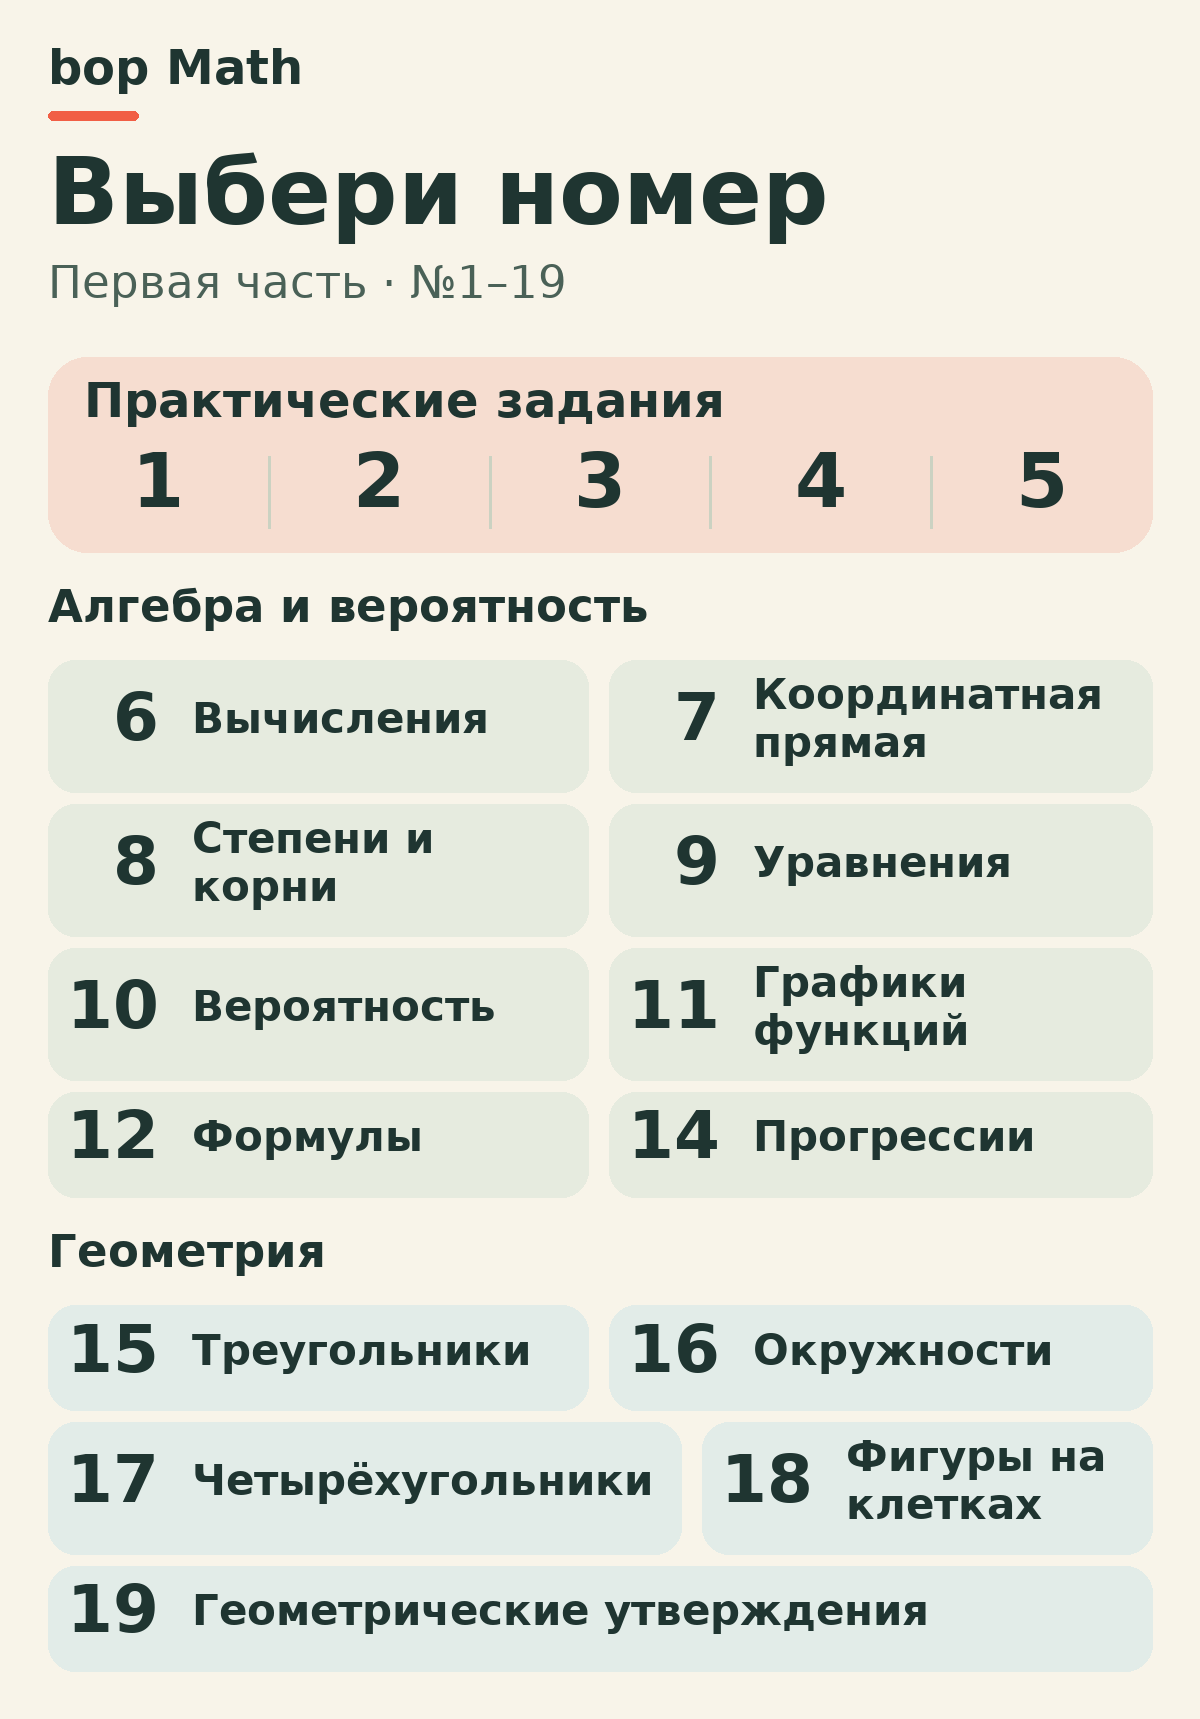 bop Math
Выбери номер
Первая часть · №1–19
Практические задания
1 2 3 4 5
Алгебра и вероятность
6 Вычисления
7 Координатная
прямая
8 Степени и
корни
9 Уравнения
10 Вероятность
11 Графики
функций
12 Формулы
14 Прогрессии
Геометрия
15 Треугольники
16 Окружности
17 Четырёхугольники
18 Фигуры на
клетках
19 Геометрические утверждения